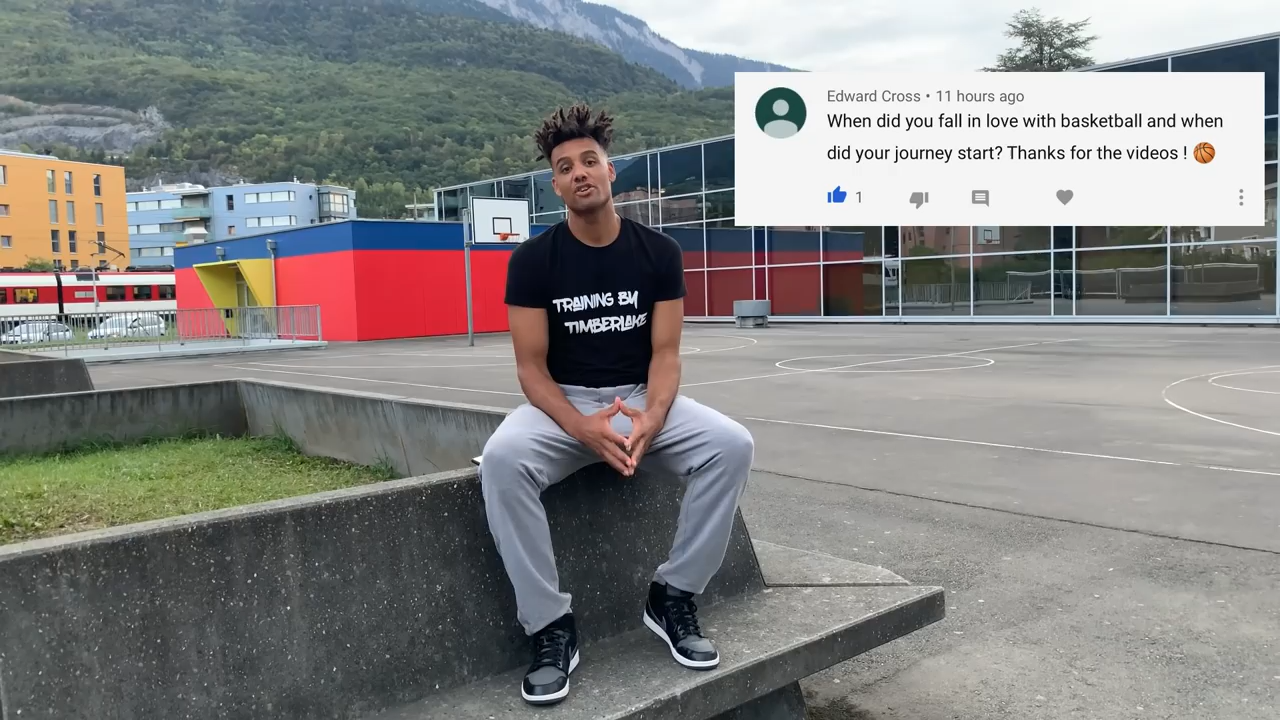 Edward Cross • 11 hours ago
When did you fall in love with basketball and when
did your journey start? Thanks for the videos ! 🏀
1
TRAINING BY
TIMBERLAKE